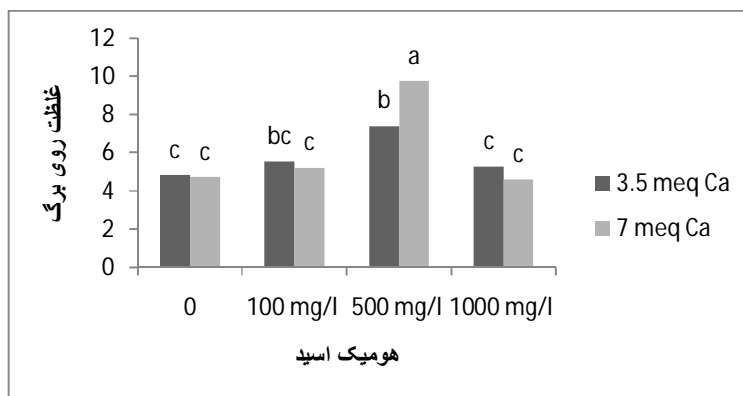 12
10
8
6
4
2
0
غلظت روی برگ
c c
bc c
b a
c c
0 100 mg/l 500 mg/l 1000 mg/l
هومیک اسید
3.5 meq Ca
7 meq Ca